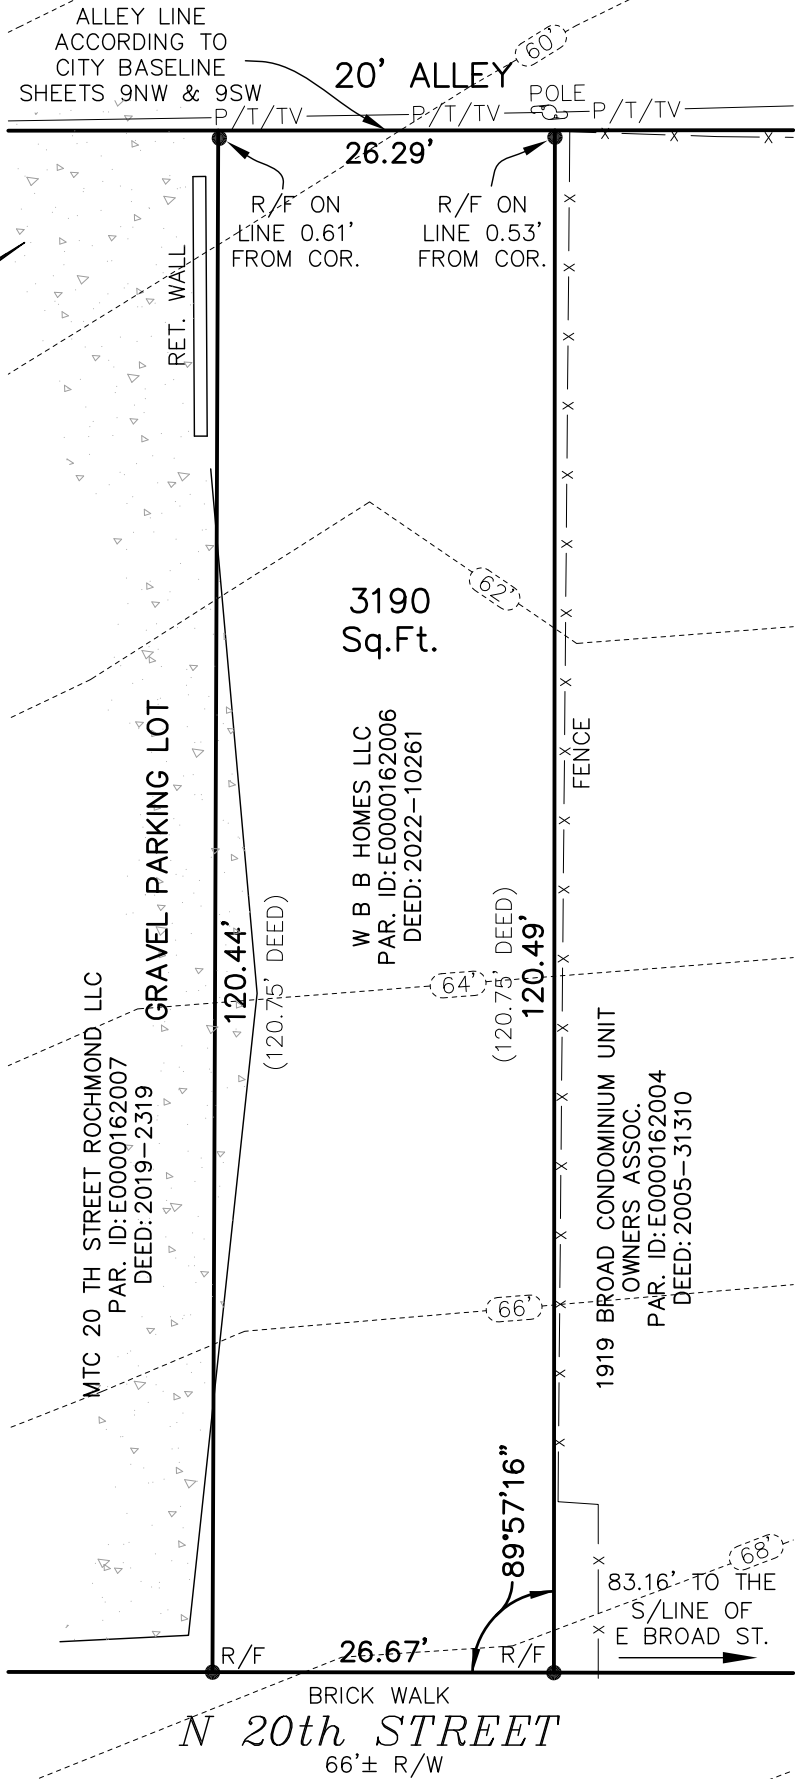 ALLEY LINE
ACCORDING TO
CITY BASELINE
SHEETS 9NW & 9SW
20' ALLEY
60'
POLE
P/T/TV
P/T/TV
P/T/TV
26.29'
R/F ON
LINE 0.61'
FROM COR.
R/F ON
LINE 0.53'
FROM COR.
RET. WALL
62'
3190
Sq.Ft.
GRAVEL PARKING LOT
W B B HOMES LLC
PAR. ID:E0000162006
DEED:2022-10261
FENCE
120.44'
(120.75' DEED)
(120.75' DEED)
120.49'
64'
MTC 20 TH STREET ROCHMOND LLC
PAR. ID:E0000162007
DEED:2019-2319
1919 BROAD CONDOMINIUM UNIT
OWNERS ASSOC.
PAR. ID:E0000162004
DEED:2005-31310
66'
89°57'16"
68'
83.16' TO THE
S/LINE OF
E BROAD ST.
R/F
26.67'
R/F
BRICK WALK
N 20th STREET
66'± R/W